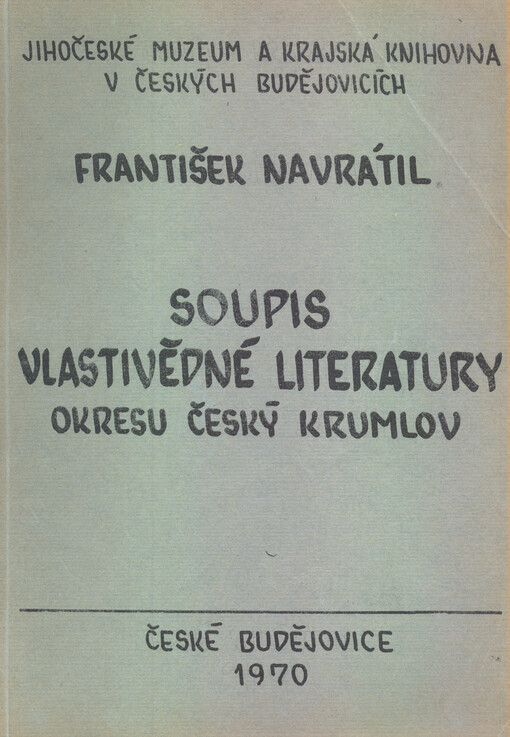 JIHOČESKÉ MUZEUM A KRAJSKÁ KNIHOVNA
V ČESKÝCH BUDĚJOVICÍCH
FRANTIŠEK NAVRÁTIL
SOUPIS
VLASTIVĚDNÉ LITERATURY
OKRESU ČESKÝ KRUMLOV
ČESKÉ BUDĚJOVICE
1970